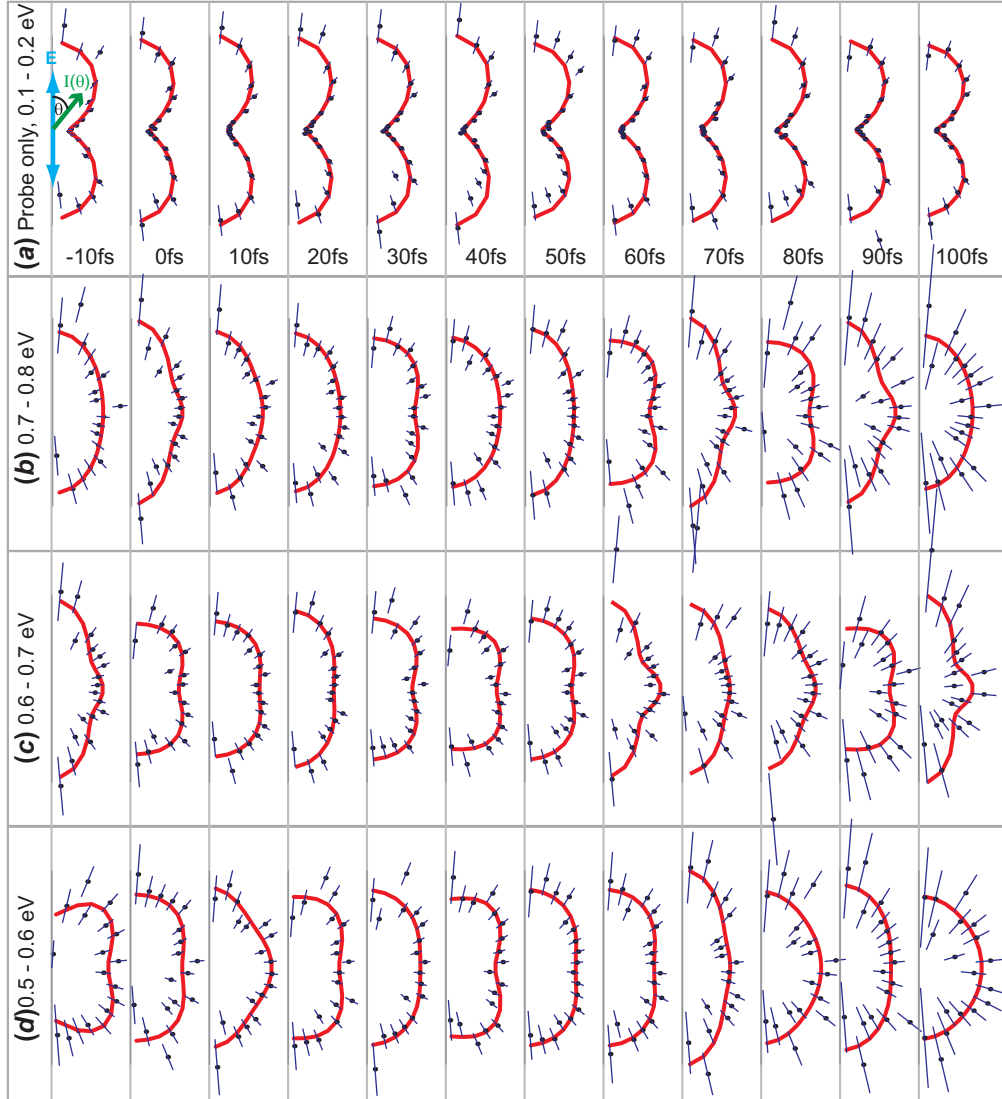 (a) Probe only, 0.1 - 0.2 eV
E
I(θ)
θ
-10fs 0fs 10fs 20fs 30fs 40fs 50fs 60fs 70fs 80fs 90fs 100fs
(b) 0.7 - 0.8 eV
(c) 0.6 - 0.7 eV
(d)0.5 - 0.6 eV